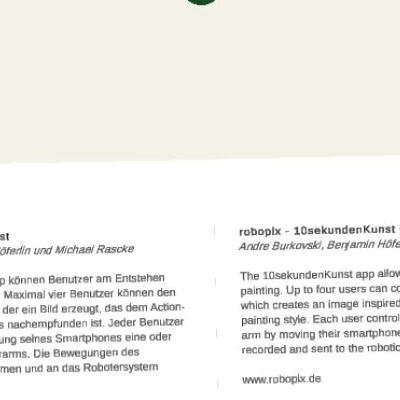 st
öferlin und Michael Rascke
p können Benutzer am Entstehen
Maximal vier Benutzer können den
der ein Bild erzeugt, das dem Action-
s nachempfunden ist. Jeder Benutzer
ung seines Smartphones eine oder
rarms. Die Bewegungen des
men und an das Robotersystem
robopix - 10sekundenKunst
Andre Burkovski, Benjamin Höfe
The 10sekundenKunst app allow
painting. Up to four users can co
which creates an image inspired
painting style. Each user control
arm by moving their smartphone
recorded and sent to the robotic
www.robopix.de